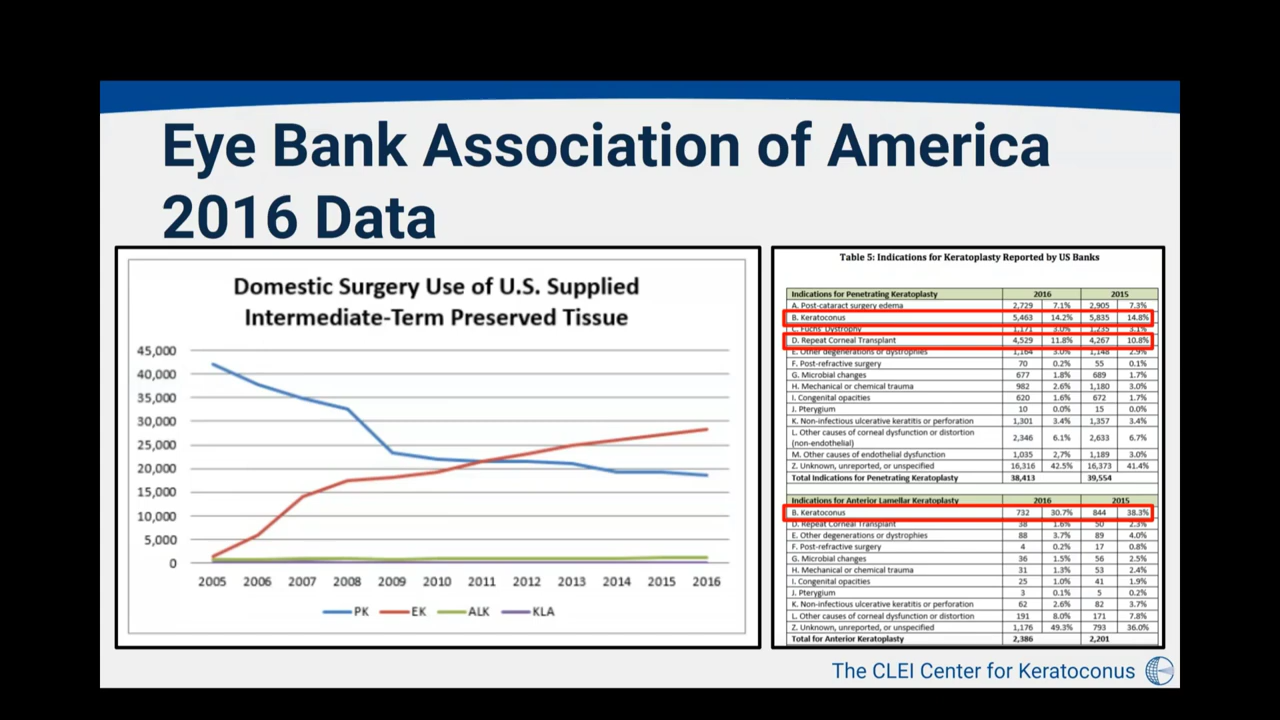 Eye Bank Association of America
2016 Data
Domestic Surgery Use of U.S. Supplied
Intermediate-Term Preserved Tissue
45,000
40,000
35,000
30,000
25,000
20,000
15,000
10,000
5,000
0
2005 2006 2007 2008 2009 2010 2011 2012 2013 2014 2015 2016
PK EK ALK KLA
Table 5: Indications for Keratoplasty Reported by US Banks
Indications for Penetrating Keratoplasty 2016 2015
A. Post-cataract surgery edema 2,729 7.1% 2,905 7.3%
B. Keratoconus 5,463 14.2% 5,835 14.8%
C. Fuchs' Dystrophy 1,171 3.0% 1,235 3.1%
D. Repeat Corneal Transplant 4,529 11.8% 4,267 10.8%
E. Other degenerations or dystrophies 1,164 3.0% 1,148 2.9%
F. Post-refractive surgery 70 0.2% 55 0.1%
G. Microbial changes 677 1.8% 689 1.7%
H. Mechanical or chemical trauma 982 2.6% 1,180 3.0%
I. Congenital opacities 620 1.6% 672 1.7%
J. Pterygium 10 0.0% 15 0.0%
K. Non-infectious ulcerative keratitis or perforation 1,301 3.4% 1,357 3.4%
L. Other causes of corneal dysfunction or distortion
(non-endothelial) 2,346 6.1% 2,633 6.7%
M. Other causes of endothelial dysfunction 1,035 2,7% 1,189 3.0%
Z. Unknown, unreported, or unspecified 16,316 42.5% 16,373 41.4%
Total Indications for Penetrating Keratoplasty 38,413 39,554
Indications for Anterior Lamellar Keratoplasty 2016 2015
B. Keratoconus 732 30.7% 844 38.3%
D. Repeat Corneal Transplant 38 1.6% 50 2.3%
E. Other degenerations or dystrophies 88 3.7% 89 4.0%
F. Post-refractive surgery 4 0.2% 17 0.8%
G. Microbial changes 36 1.5% 56 2.5%
H. Mechanical or chemical trauma 31 1.3% 53 2.4%
I. Congenital opacities 25 1.0% 41 1.9%
J. Pterygium 3 0.1% 5 0.2%
K. Non-infectious ulcerative keratitis or perforation 62 2.6% 82 3.7%
L. Other causes of corneal dysfunction or distortion 191 8.0% 171 7.8%
Z. Unknown, unreported, or unspecified 1,176 49.3% 793 36.0%
Total for Anterior Keratoplasty 2,386 2,201
The CLEI Center for Keratoconus